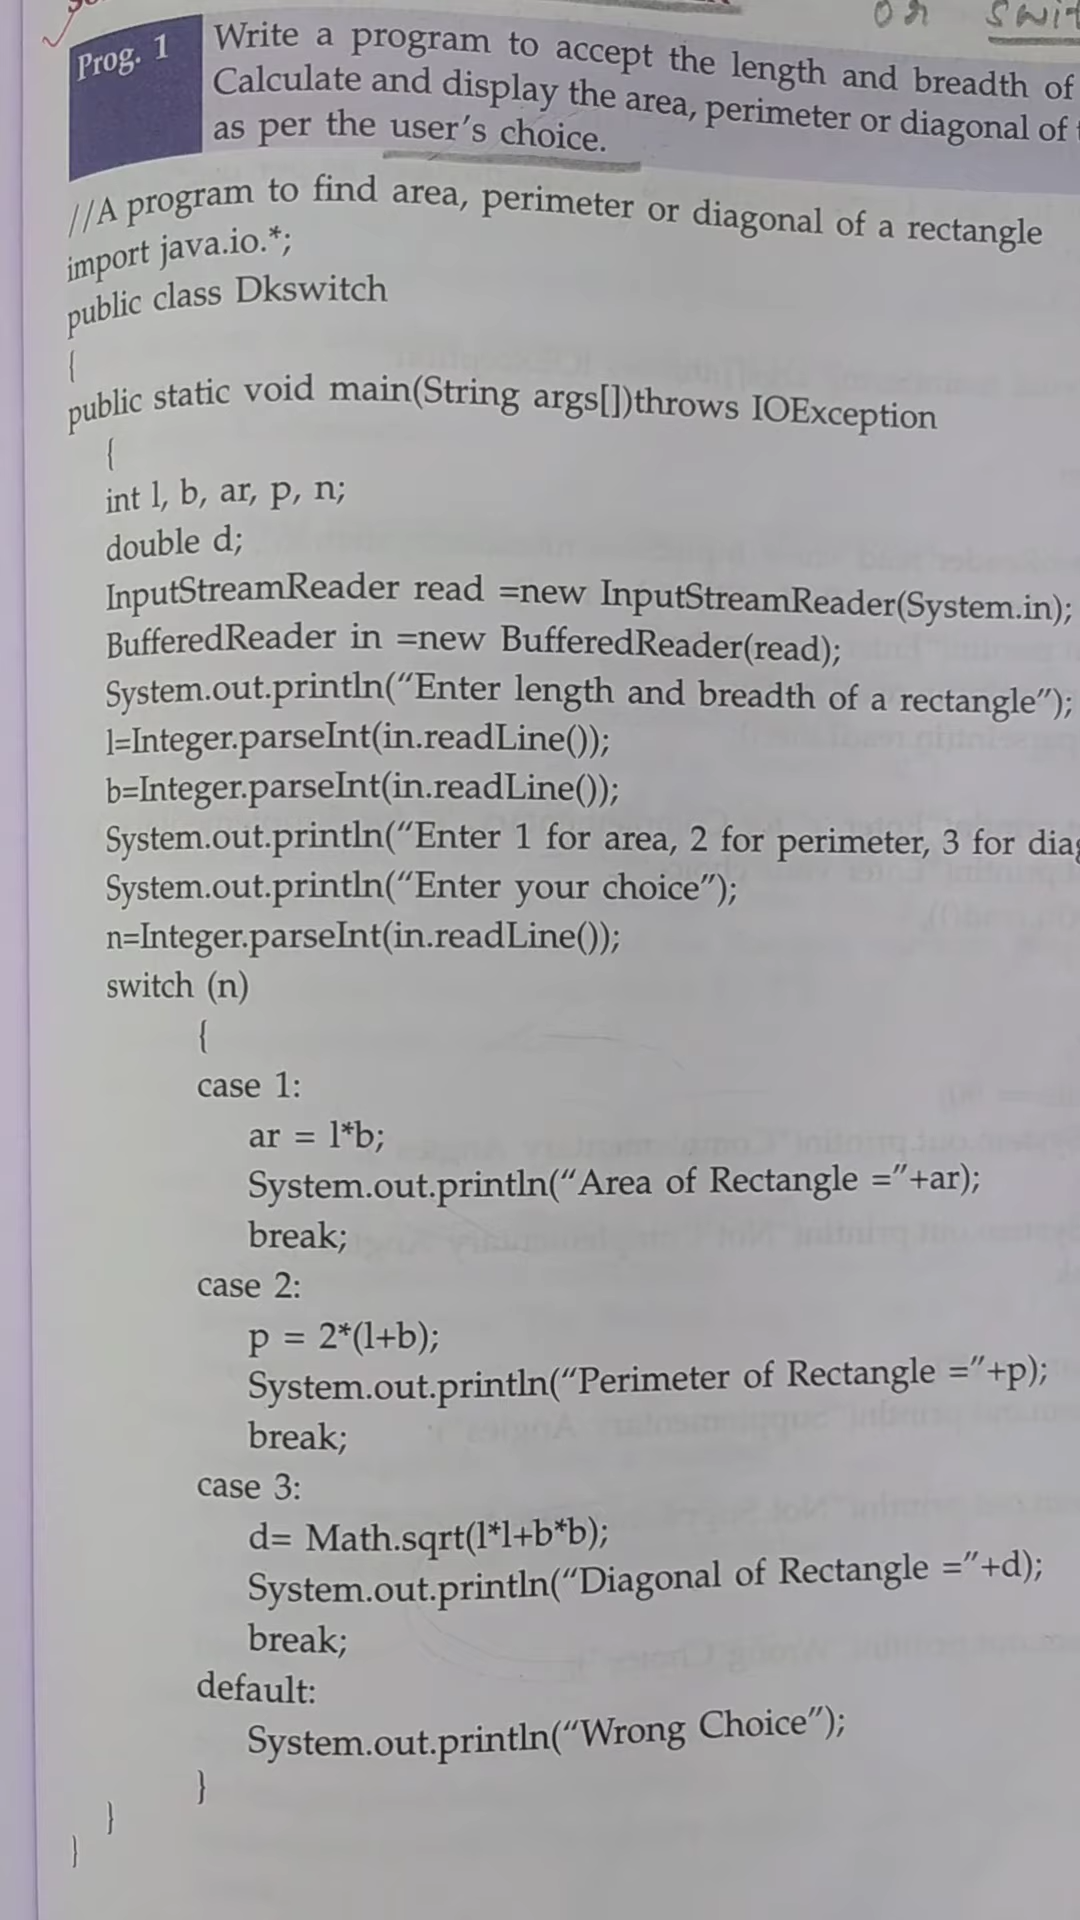 on
Prog. 1
Write a program to accept the length and breadth of
Calculate and display the area, perimeter or diagonal of
as per the user's choice.
//A program to find area, perimeter or diagonal of a rectangle
import java.io.*;
public class Dkswitch
{
public static void main(String args[])throws IOException
{
int l, b, ar, p, n;
double d;
InputStreamReader read =new InputStreamReader(System.in);
BufferedReader in =new BufferedReader(read);
System.out.println("Enter length and breadth of a rectangle");
l=Integer.parseInt(in.readLine());
b=Integer.parseInt(in.readLine());
System.out.println("Enter 1 for area, 2 for perimeter, 3 for
System.out.println("Enter your choice");
n=Integer.parseInt(in.readLine());
switch (n)
{
case 1:
ar = l*b;
System.out.println("Area of Rectangle ="+ar);
break;
case 2:
p = 2*(l+b);
System.out.println("Perimeter of Rectangle ="+p);
break;
case 3:
d= Math.sqrt(l*l+b*b);
System.out.println("Diagonal of Rectangle ="+d);
break;
default:
System.out.println("Wrong Choice");
}
}
}